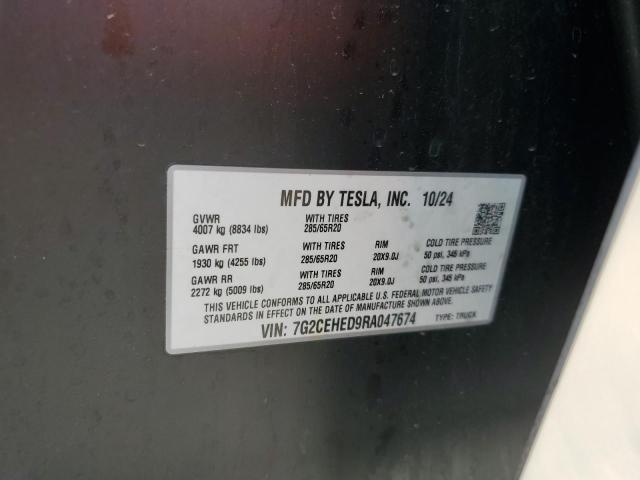 MFD BY TESLA, INC. 10/24
GVWR WITH TIRES
4007 kg (8834 lbs) 285/65R20
GAWR FRT WITH TIRES RIM COLD TIRE PRESSURE
1930 kg (4255 lbs) 285/65R20 20X9.0J 50 psi, 345 kPa
GAWR RR WITH TIRES RIM COLD TIRE PRESSURE
2272 kg (5009 lbs) 285/65R20 20X9.0J 50 psi, 345 kPa
THIS VEHICLE CONFORMS TO ALL APPLICABLE U.S. FEDERAL MOTOR VEHICLE SAFETY
STANDARDS IN EFFECT ON THE DATE OF MANUFACTURE SHOWN ABOVE.
VIN: 7G2CEHED9RA047674 TYPE: TRUCK